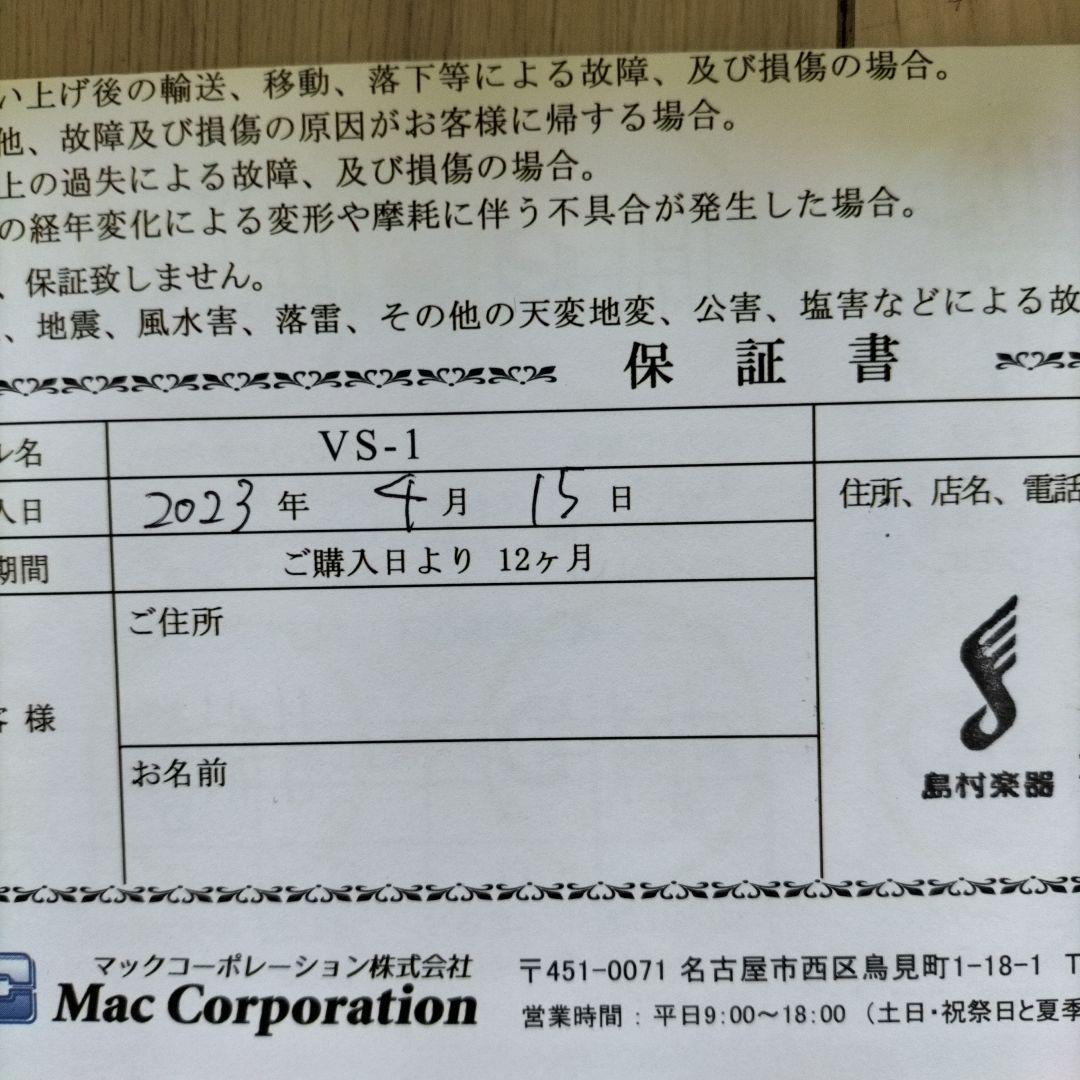 い上げ後の輸送、移動、落下等による故障、及び損傷の場合。
他、故障及び損傷の原因がお客様に帰する場合。
上の過失による故障、及び損傷の場合。
の経年変化による変形や摩耗に伴う不具合が発生した場合。
、保証致しません。
、地震、風水害、落雷、その他の天変地変、公害、塩害などによる故
保 証 書
ル名 VS-1
入日 2023 年 4 月 15 日
住所、店名、電話
期間 ご購入日より 12ヶ月
ご住所
客 様
お名前
島村楽器
マックコーポレーション株式会社
Mac Corporation
〒451-0071 名古屋市西区鳥見町1-18-1 T
営業時間：平日9:00〜18:00 （土日・祝祭日と夏季